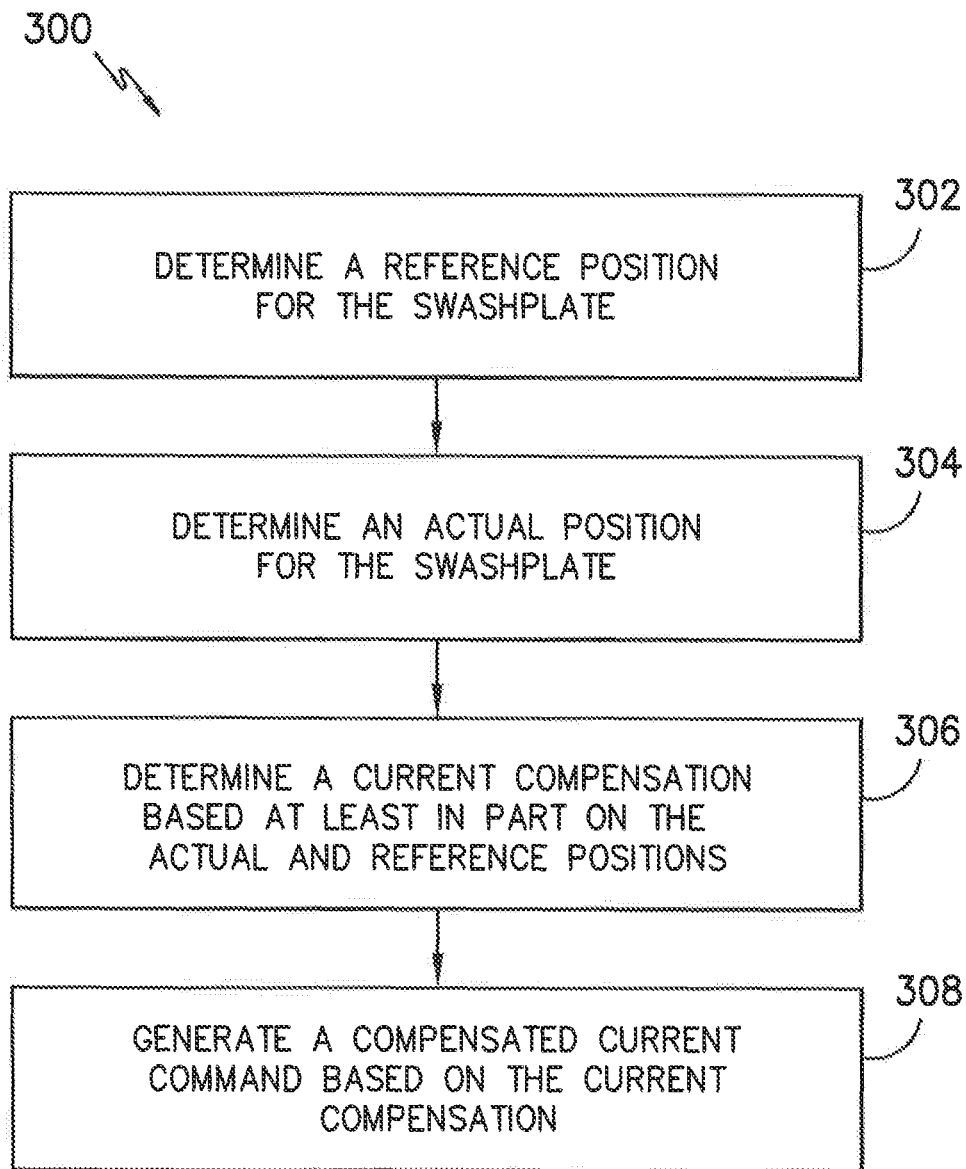 300
302
DETERMINE A REFERENCE POSITION
FOR THE SWASHPLATE
304
DETERMINE AN ACTUAL POSITION
FOR THE SWASHPLATE
306
DETERMINE A CURRENT COMPENSATION
BASED AT LEAST IN PART ON THE
ACTUAL AND REFERENCE POSITIONS
308
GENERATE A COMPENSATED CURRENT
COMMAND BASED ON THE CURRENT
COMPENSATION